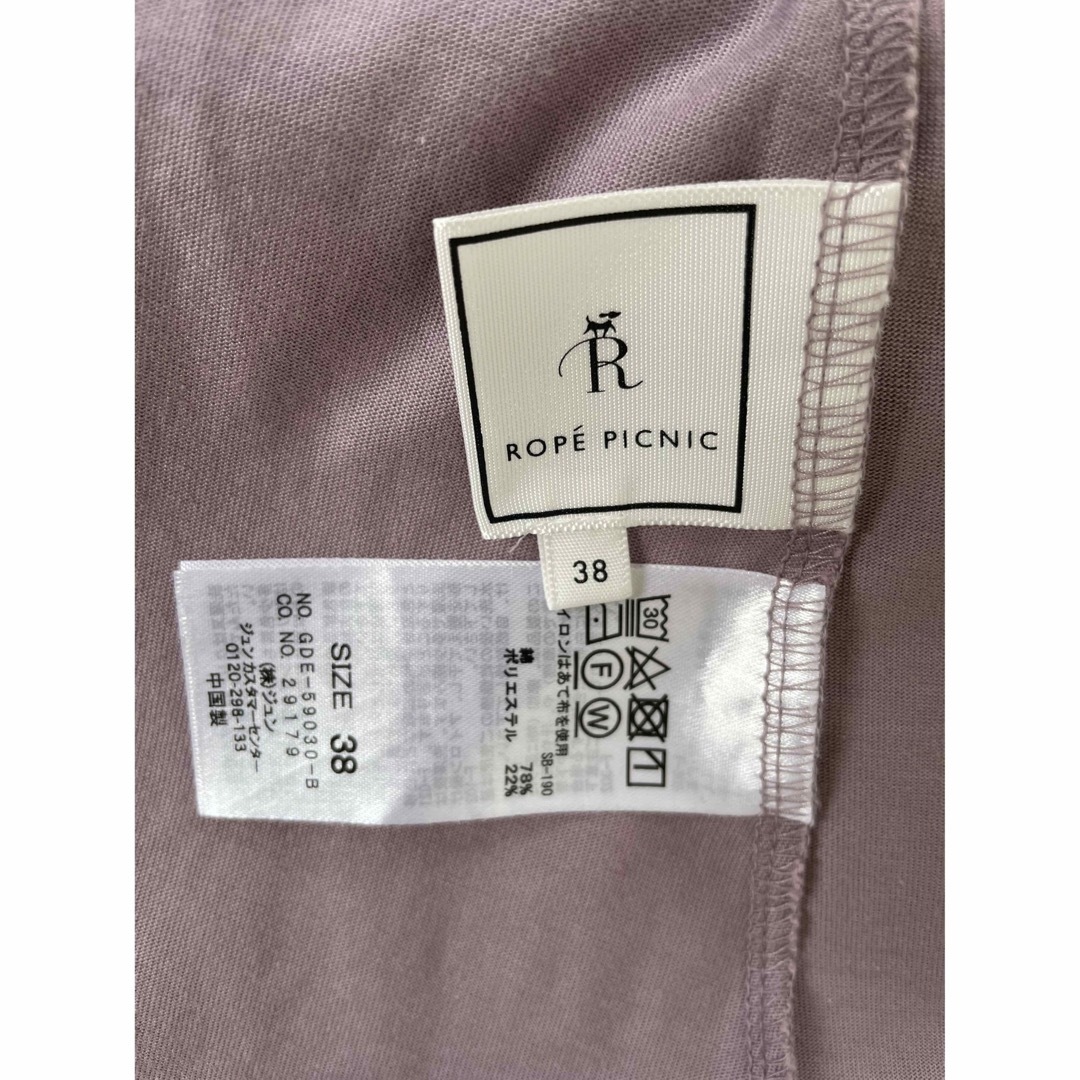 R
ROPÉ PICNIC
38
30
F
W
イロンはあて布を使用
SB-190
綿 78%
ポリエステル 22%
SIZE 38
NO. GDE-59030-B
CO. NO. 29179
(株)ジュン
ジュンカスタマーセンター
0120-298-133
中国製